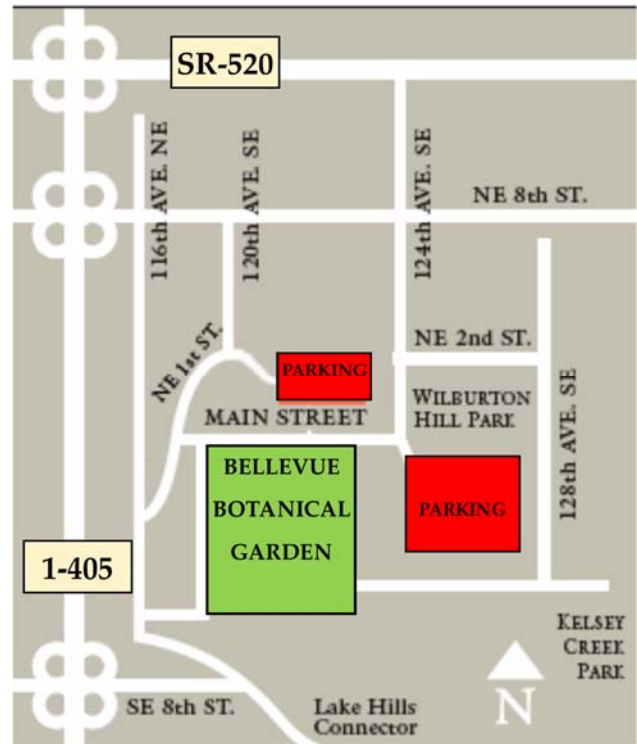 SR-520
116th AVE. NE
120th AVE. SE
124th AVE. SE
NE 8th ST.
NE 1st ST.
PARKING
NE 2nd ST.
MAIN STREET
WILBURTON
HILL PARK
128th AVE. SE
BELLEVUE
BOTANICAL
GARDEN
PARKING
1-405
KELSEY
CREEK
PARK
SE 8th ST.
Lake Hills
Connector
N